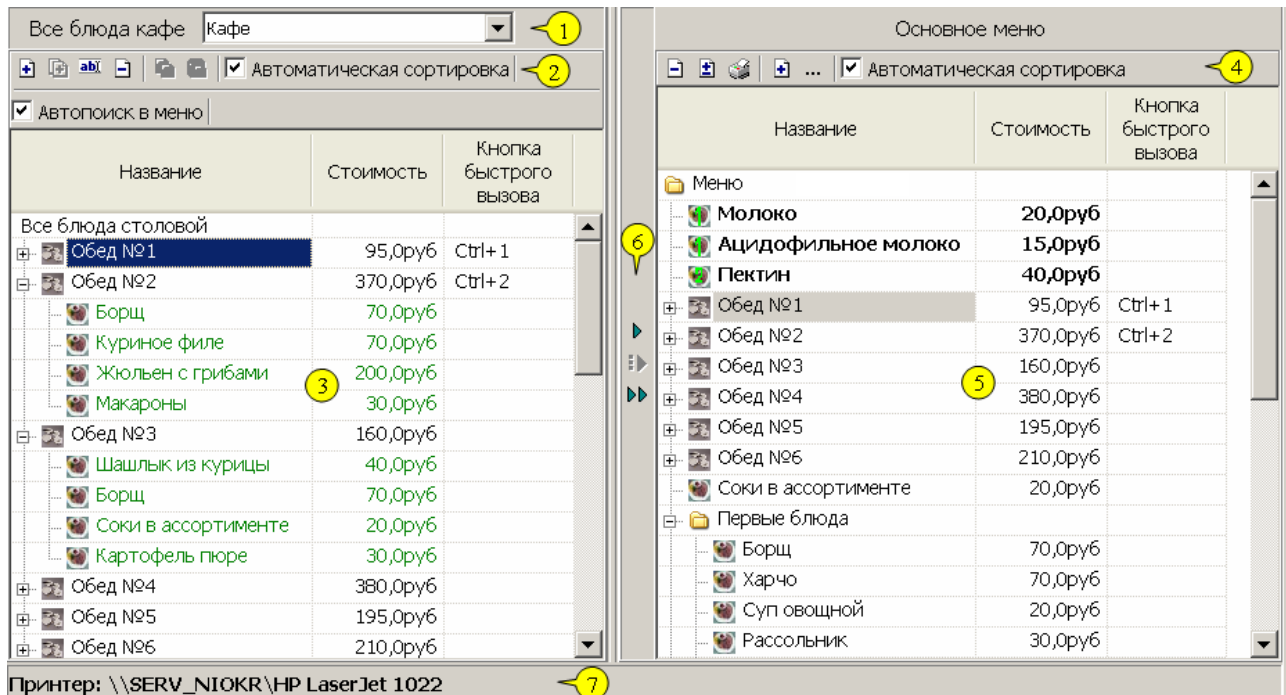 Все блюда кафе Кафе 1
abI Автоматическая сортировка 2
Автопоиск в меню
Название Стоимость Кнопка быстрого вызова
Все блюда столовой
Обед №1 95,0руб Ctrl+1
Обед №2 370,0руб Ctrl+2
Борщ 70,0руб
Куриное филе 70,0руб
Жюльен с грибами 200,0руб
3
Макароны 30,0руб
Обед №3 160,0руб
Шашлык из курицы 40,0руб
Борщ 70,0руб
Соки в ассортименте 20,0руб
Картофель пюре 30,0руб
Обед №4 380,0руб
Обед №5 195,0руб
Обед №6 210,0руб
6
Основное меню
... Автоматическая сортировка 4
Название Стоимость Кнопка быстрого вызова
Меню
Молоко 20,0руб
Ацидофильное молоко 15,0руб
Пектин 40,0руб
Обед №1 95,0руб Ctrl+1
Обед №2 370,0руб Ctrl+2
Обед №3 160,0руб
5
Обед №4 380,0руб
Обед №5 195,0руб
Обед №6 210,0руб
Соки в ассортименте 20,0руб
Первые блюда
Борщ 70,0руб
Харчо 70,0руб
Суп овощной 20,0руб
Рассольник 30,0руб
Принтер: \\SERV_NIOKR\HP LaserJet 1022 7